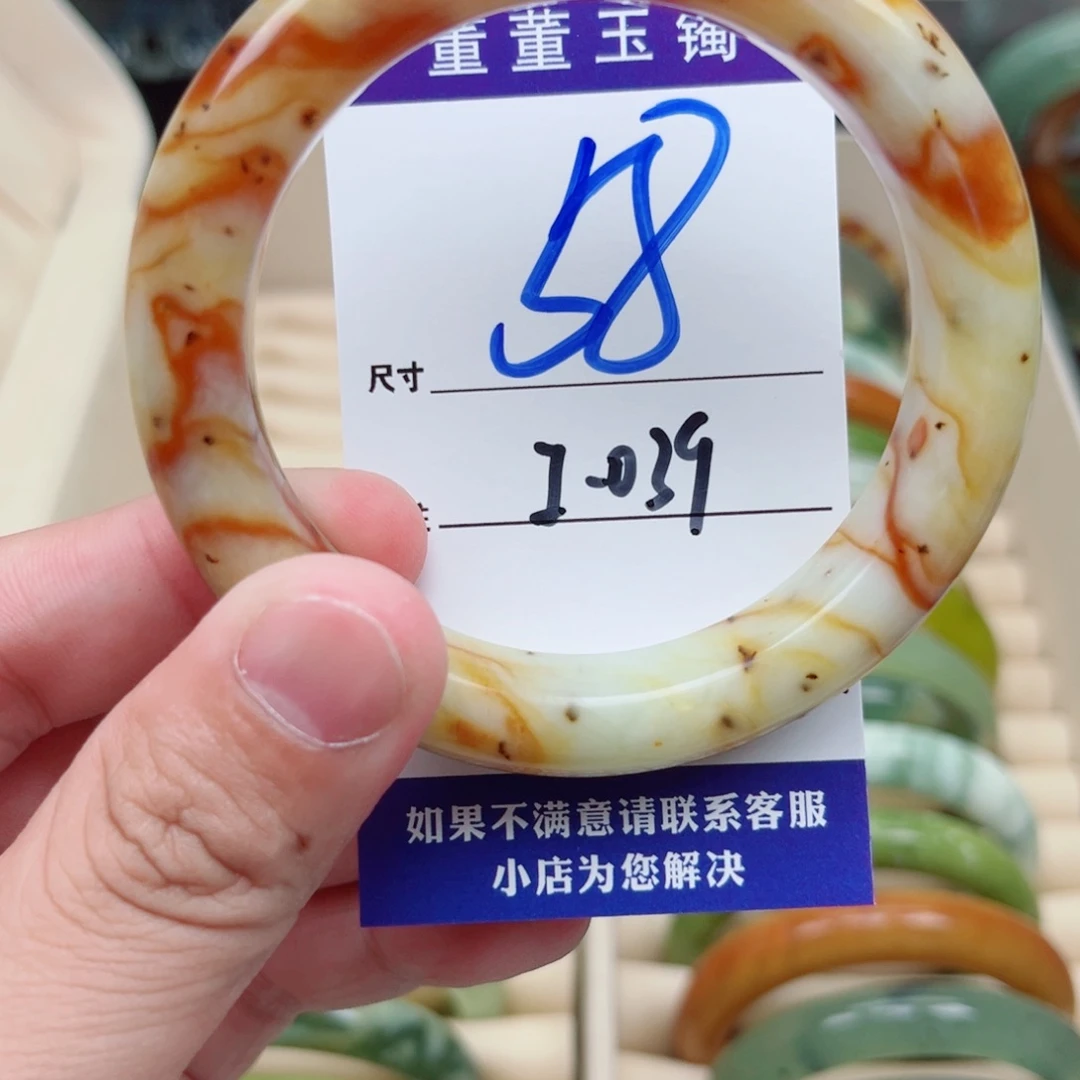 董董玉镯
58
尺寸
I-039
如果不满意请联系客服
小店为您解决